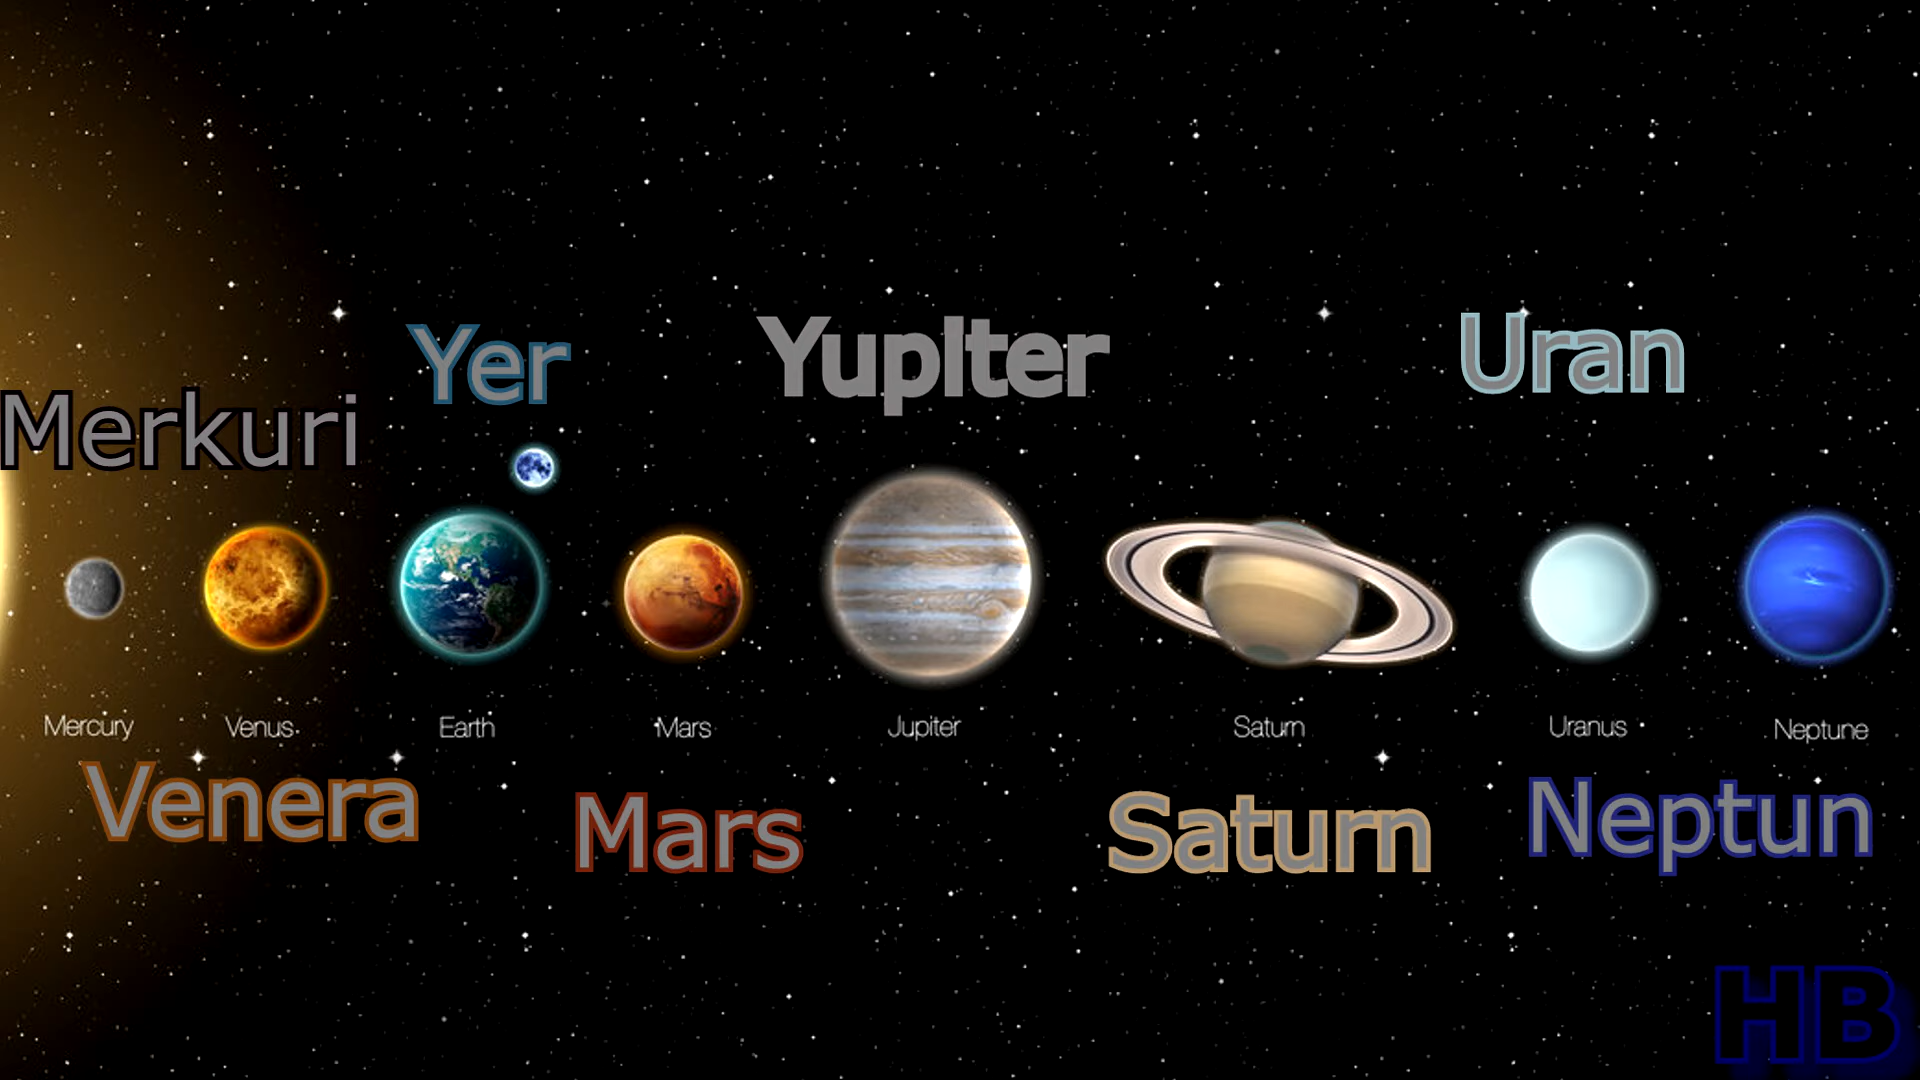 Yer
YupIter
Uran
Merkuri
Mercury
Venus
Earth
Mars
Jupiter
Saturn
Uranus
Neptune
Venera
Mars
Saturn
Neptun
HB